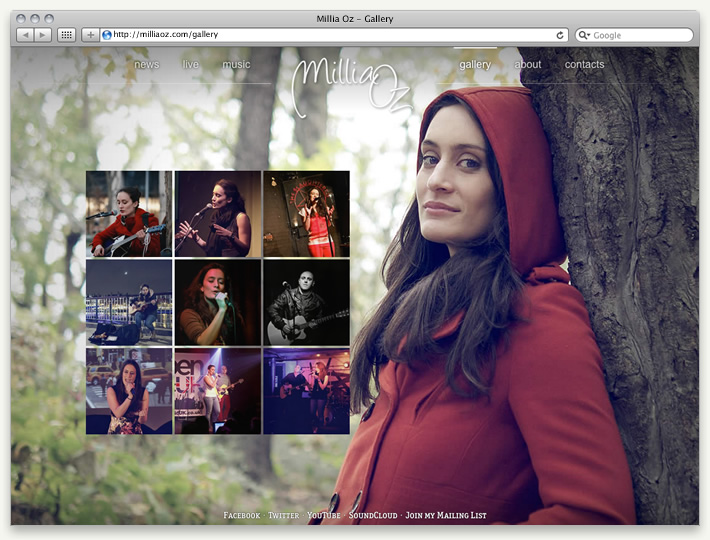 Millia Oz – Gallery
http://milliaoz.com/gallery
Google
news live music
Millia Oz
gallery about contacts
Facebook · Twitter · YouTube · SoundCloud · Join my Mailing List